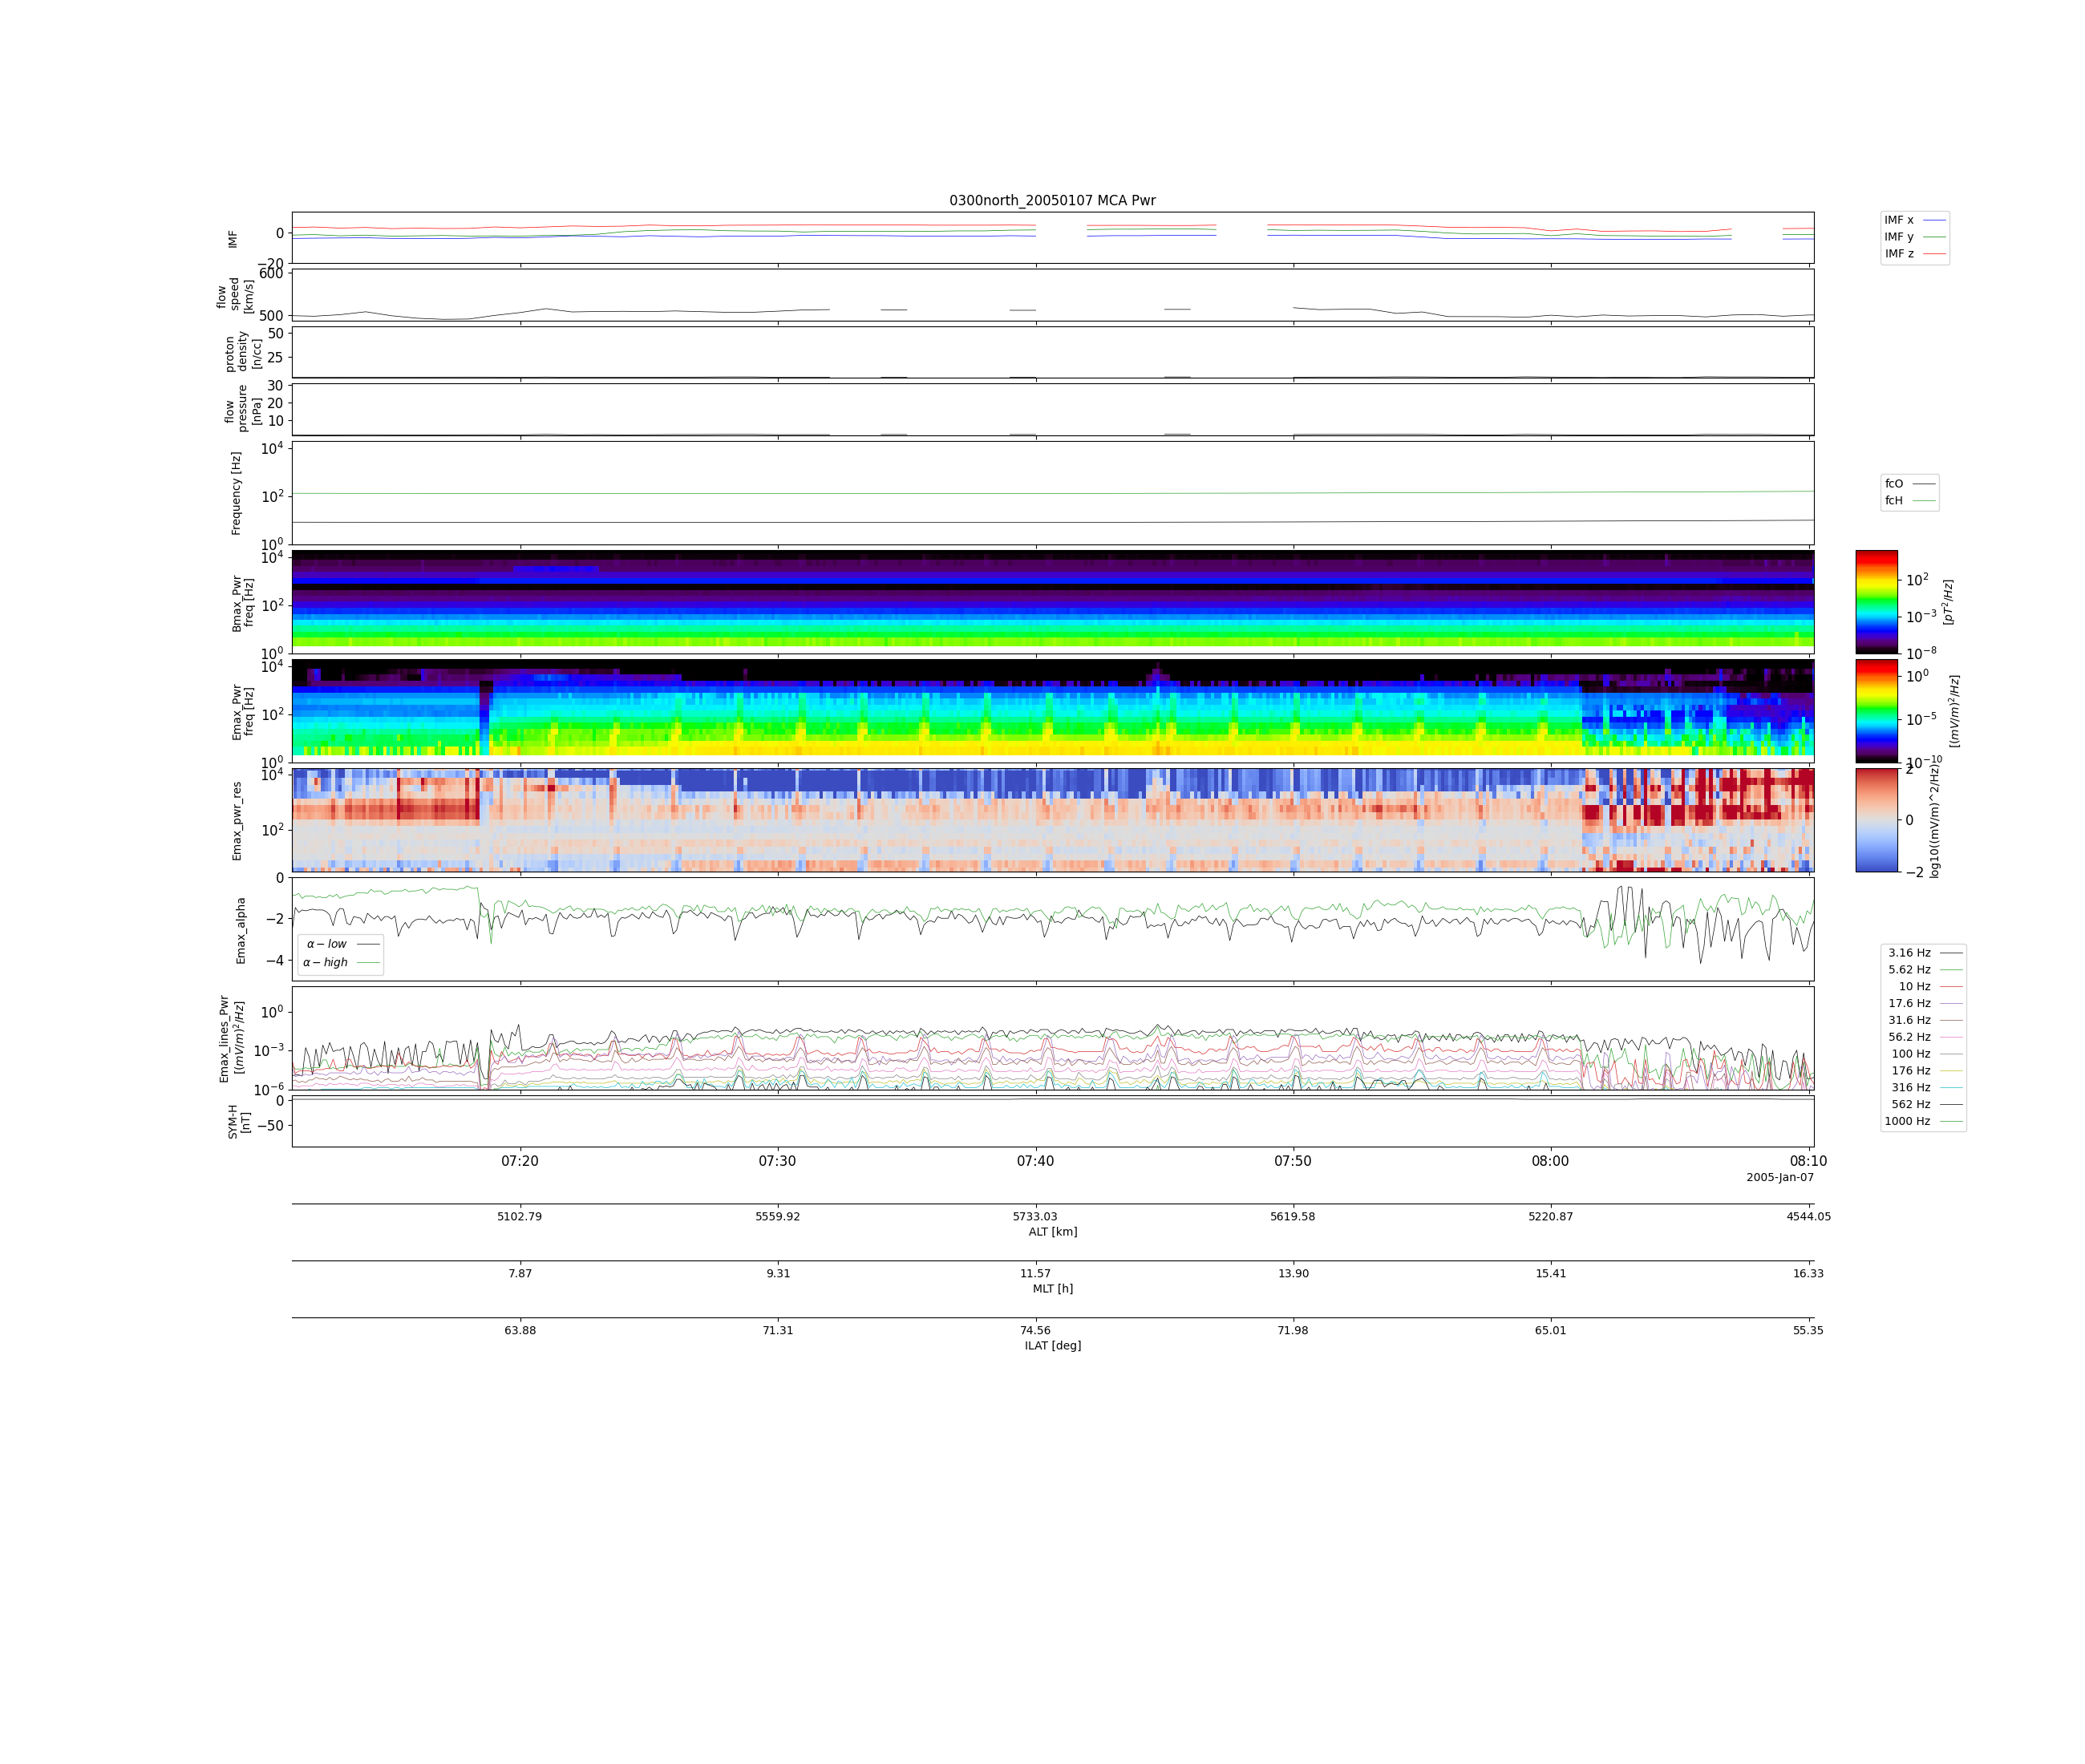 0300north_20050107 MCA Pwr
IMF
0
−20
IMF x
IMF y
IMF z
flow
speed
[km/s]
600
500
proton
density
[n/cc]
50
25
flow
pressure
[nPa]
30
20
10
Frequency [Hz]
10^4
10^2
10^0
fcO
fcH
Bmax_Pwr
freq [Hz]
10^4
10^2
10^0
10^2
10^−3
10^−8
[pT^2/Hz]
Emax_Pwr
freq [Hz]
10^4
10^2
10^0
10^0
10^−5
10^−10
[(mV/m)^2/Hz]
Emax_pwr_res
10^4
10^2
2
0
−2
log10((mV/m)^2/Hz)
Emax_alpha
0
−2
−4
α − low
α − high
Emax_lines_Pwr
[(mV/m)^2/Hz]
10^0
10^−3
10^−6
3.16 Hz
5.62 Hz
10 Hz
17.6 Hz
31.6 Hz
56.2 Hz
100 Hz
176 Hz
316 Hz
562 Hz
1000 Hz
SYM-H
[nT]
0
−50
07:20 07:30 07:40 07:50 08:00 08:10
2005-Jan-07
5102.79 5559.92 5733.03 5619.58 5220.87 4544.05
ALT [km]
7.87 9.31 11.57 13.90 15.41 16.33
MLT [h]
63.88 71.31 74.56 71.98 65.01 55.35
ILAT [deg]